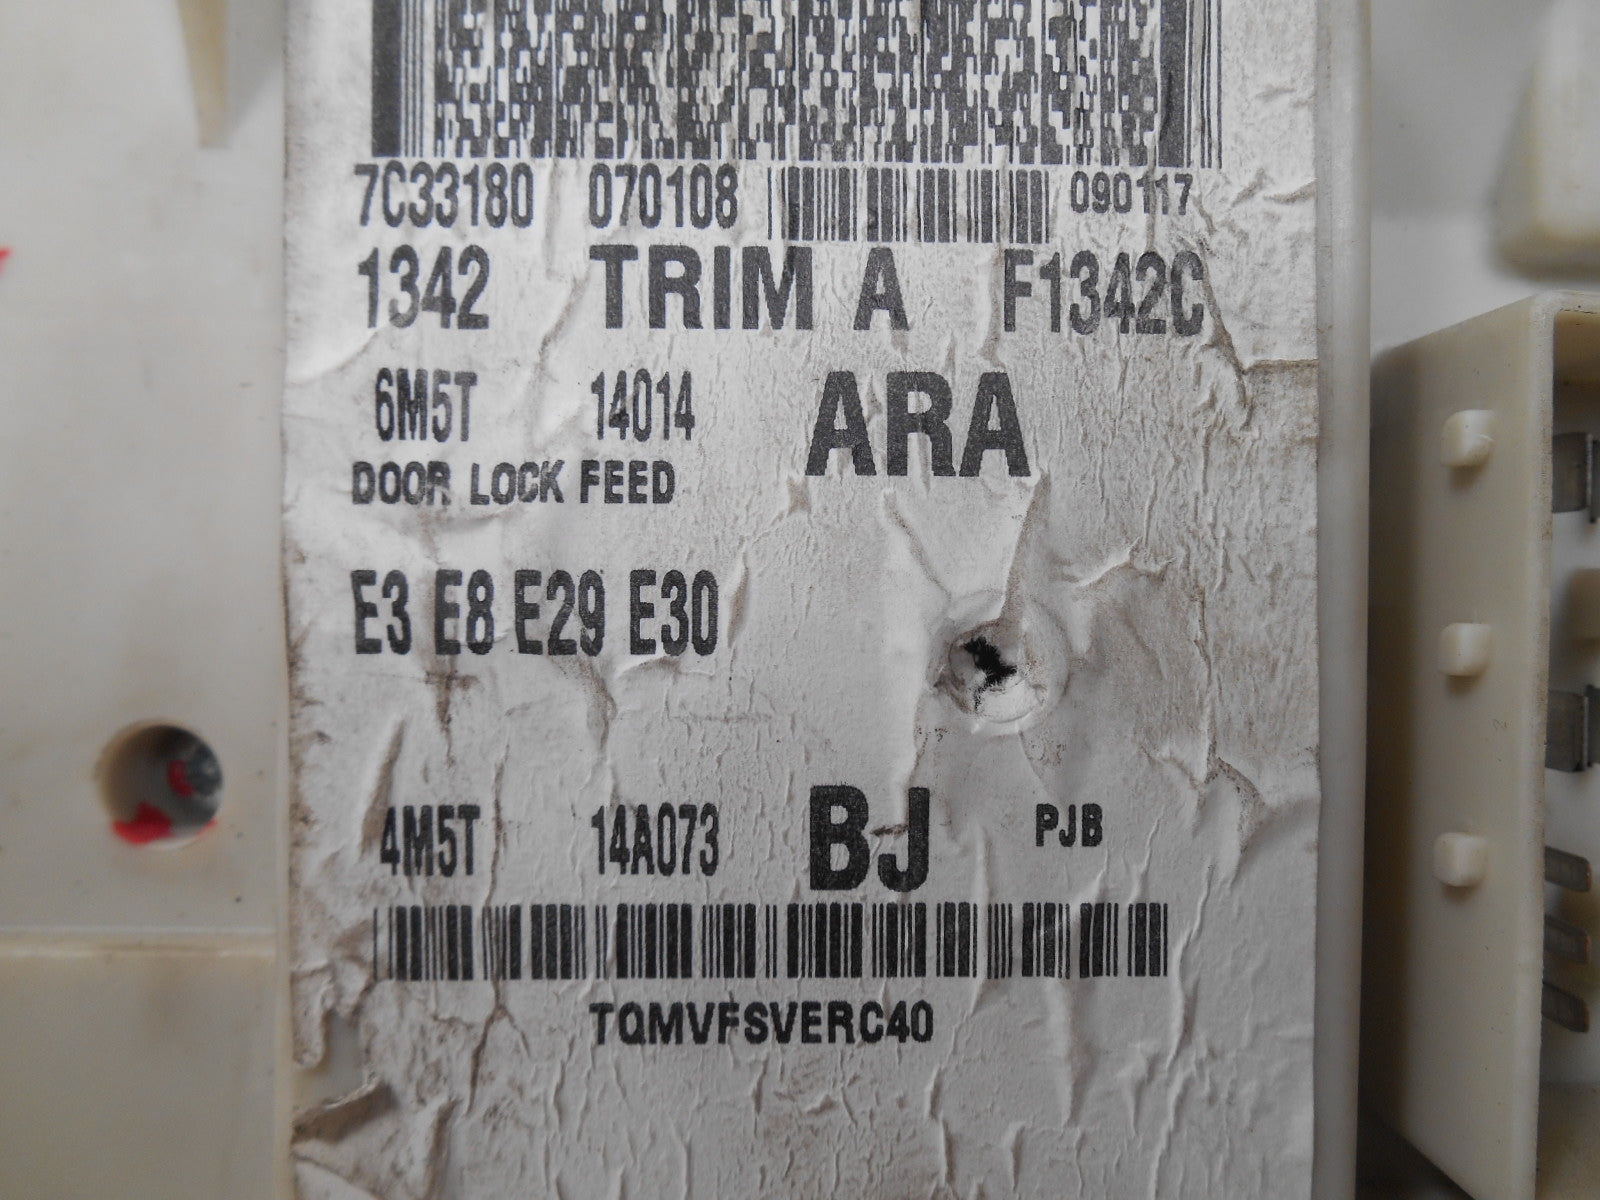 7C33180 070108 090117
1342 TRIM A F1342C
6M5T 14014 ARA
DOOR LOCK FEED
E3 E8 E29 E30
4M5T 14A073 BJ PJB
TQMVFSVERC40